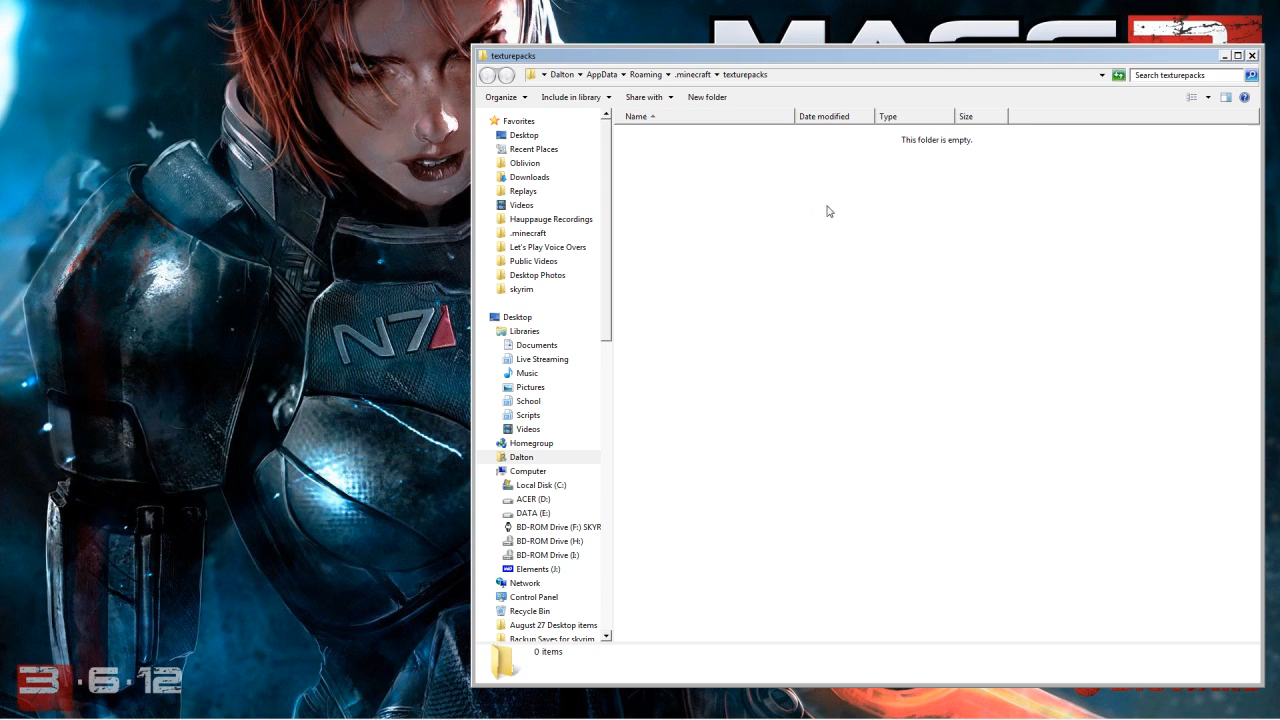 MASS
texturepacks
Dalton AppData Roaming .minecraft texturepacks
Search texturepacks
Organize Include in library Share with New folder
Name Date modified Type Size
This folder is empty.
Favorites
Desktop
Recent Places
Oblivion
Downloads
Replays
Videos
Hauppauge Recordings
.minecraft
Let's Play Voice Overs
Public Videos
Desktop Photos
skyrim
Desktop
Libraries
Documents
Live Streaming
Music
Pictures
School
Scripts
Videos
Homegroup
Dalton
Computer
Local Disk (C:)
ACER (D:)
DATA (E:)
BD-ROM Drive (F:) SKYR
BD-ROM Drive (H:)
BD-ROM Drive (I:)
Elements (J:)
Network
Control Panel
Recycle Bin
August 27 Desktop items
Backup Saves for skyrim
0 items
N7
3·6·12